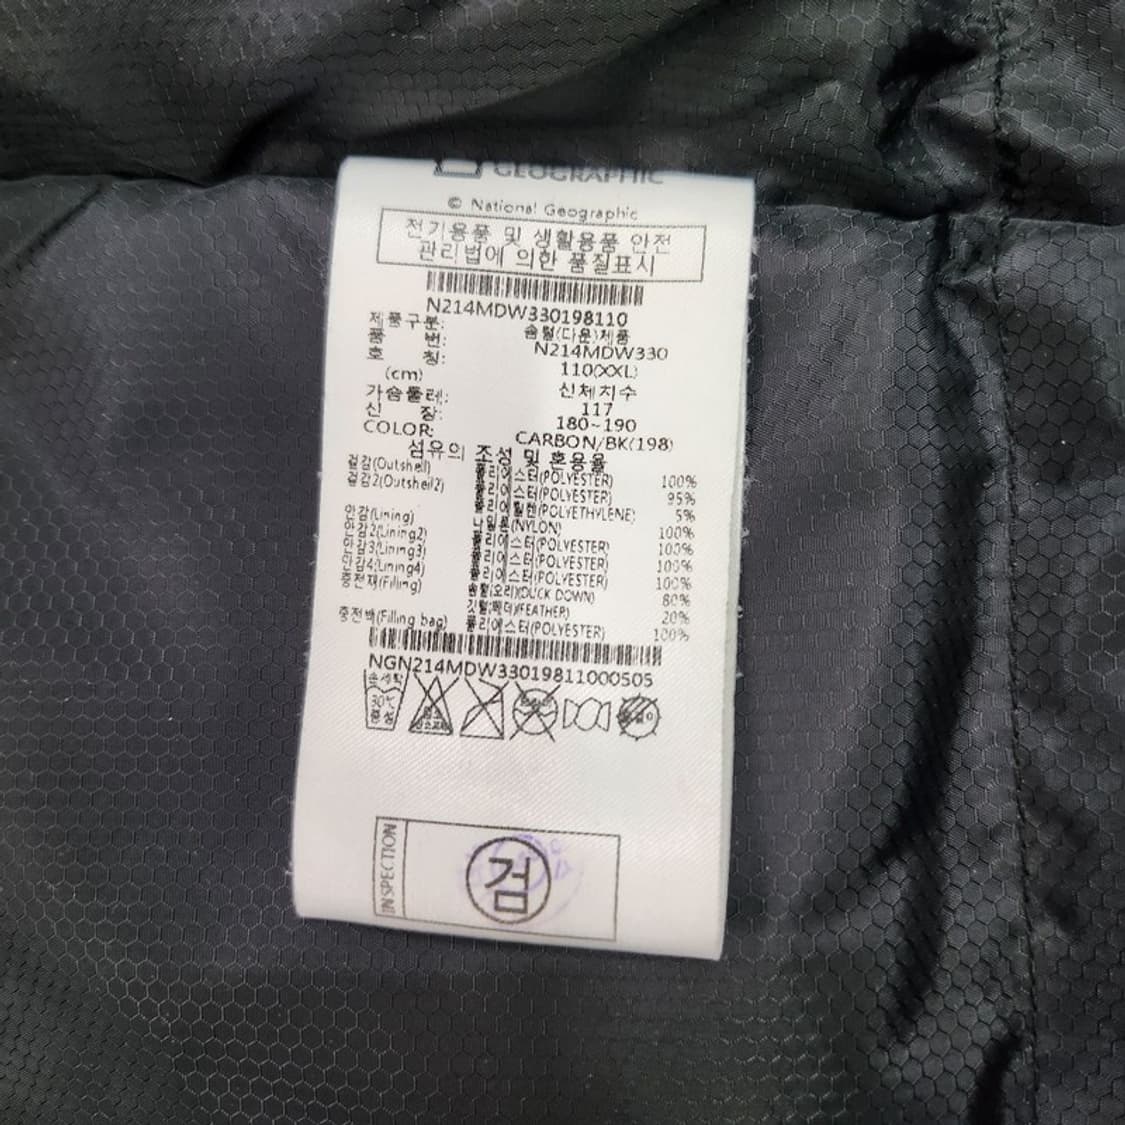 GEOGRAPHIC
© National Geographic
전기용품 및 생활용품 안전
관리법에 의한 품질표시
N214MDW330198110
제품구분: 솜털(다운)제품
품 번: N214MDW330
호 칭: 110(XXL)
(cm) 신체치수
가슴둘레: 117
신 장: 180~190
COLOR: CARBON/BK(198)
섬유의 조성 및 혼용율
겉감(Outshell) 폴리에스터(POLYESTER) 100%
겉감2(Outshell2) 폴리에스터(POLYESTER) 95%
폴리에틸렌(POLYETHYLENE) 5%
안감(Lining) 나일론(NYLON) 100%
안감2(Lining2) 폴리에스터(POLYESTER) 100%
안감3(Lining3) 폴리에스터(POLYESTER) 100%
안감4(Lining4) 폴리에스터(POLYESTER) 100%
충전재(Filling) 솜털(오리)(DUCK DOWN) 80%
깃털(페더)(FEATHER) 20%
충전백(Filling bag) 폴리에스터(POLYESTER) 100%
NGN214MDW33019811000505
손세탁
30℃
중성
INSPECTION
검